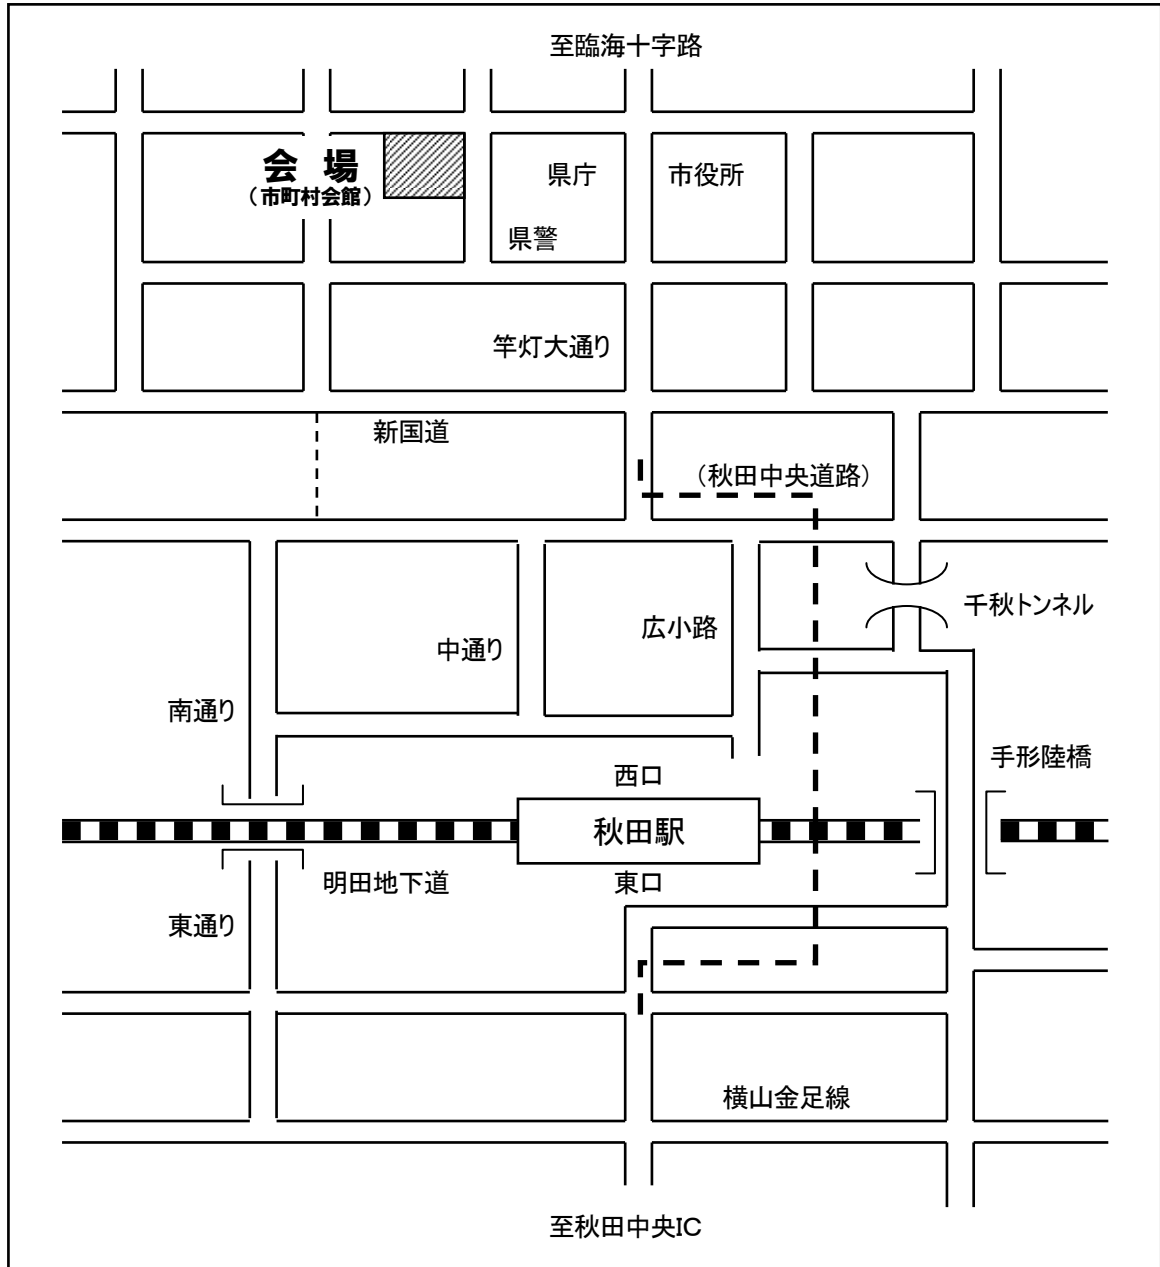 至臨海十字路
会 場
（市町村会館）
県庁
市役所
県警
竿灯大通り
新国道
（秋田中央道路）
千秋トンネル
広小路
中通り
南通り
手形陸橋
西口
秋田駅
東口
明田地下道
東通り
横山金足線
至秋田中央IC